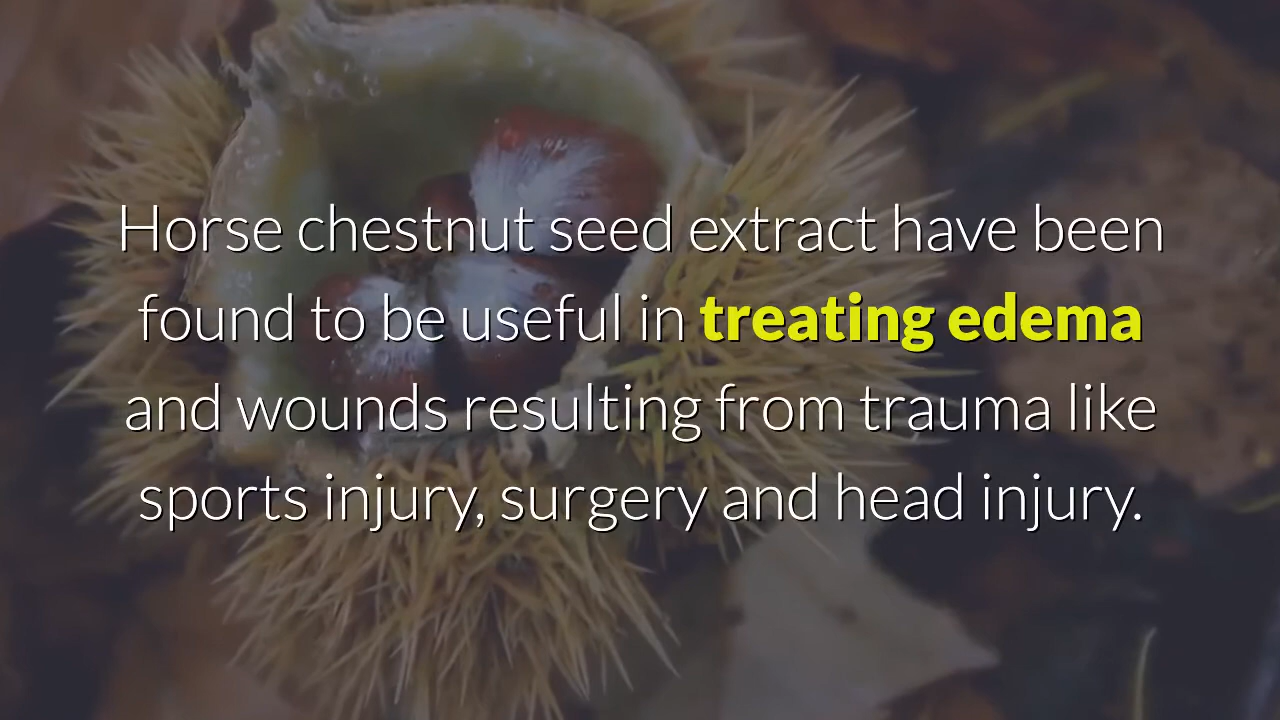 Horse chestnut seed extract have been
found to be useful in treating edema
and wounds resulting from trauma like
sports injury, surgery and head injury.